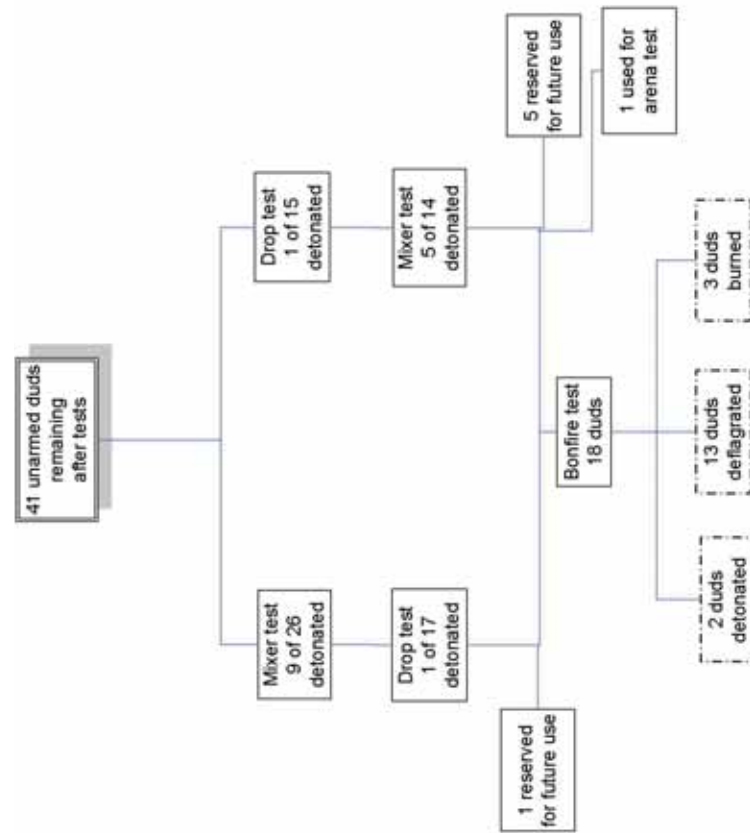 41 unarmed duds
remaining
after tests
Mixer test
9 of 26
detonated
Drop test
1 of 15
detonated
Drop test
1 of 17
detonated
Mixer test
5 of 14
detonated
1 reserved
for future use
5 reserved
for future use
1 used for
arena test
Bonfire test
18 duds
2 duds
detonated
13 duds
deflagrated
3 duds
burned